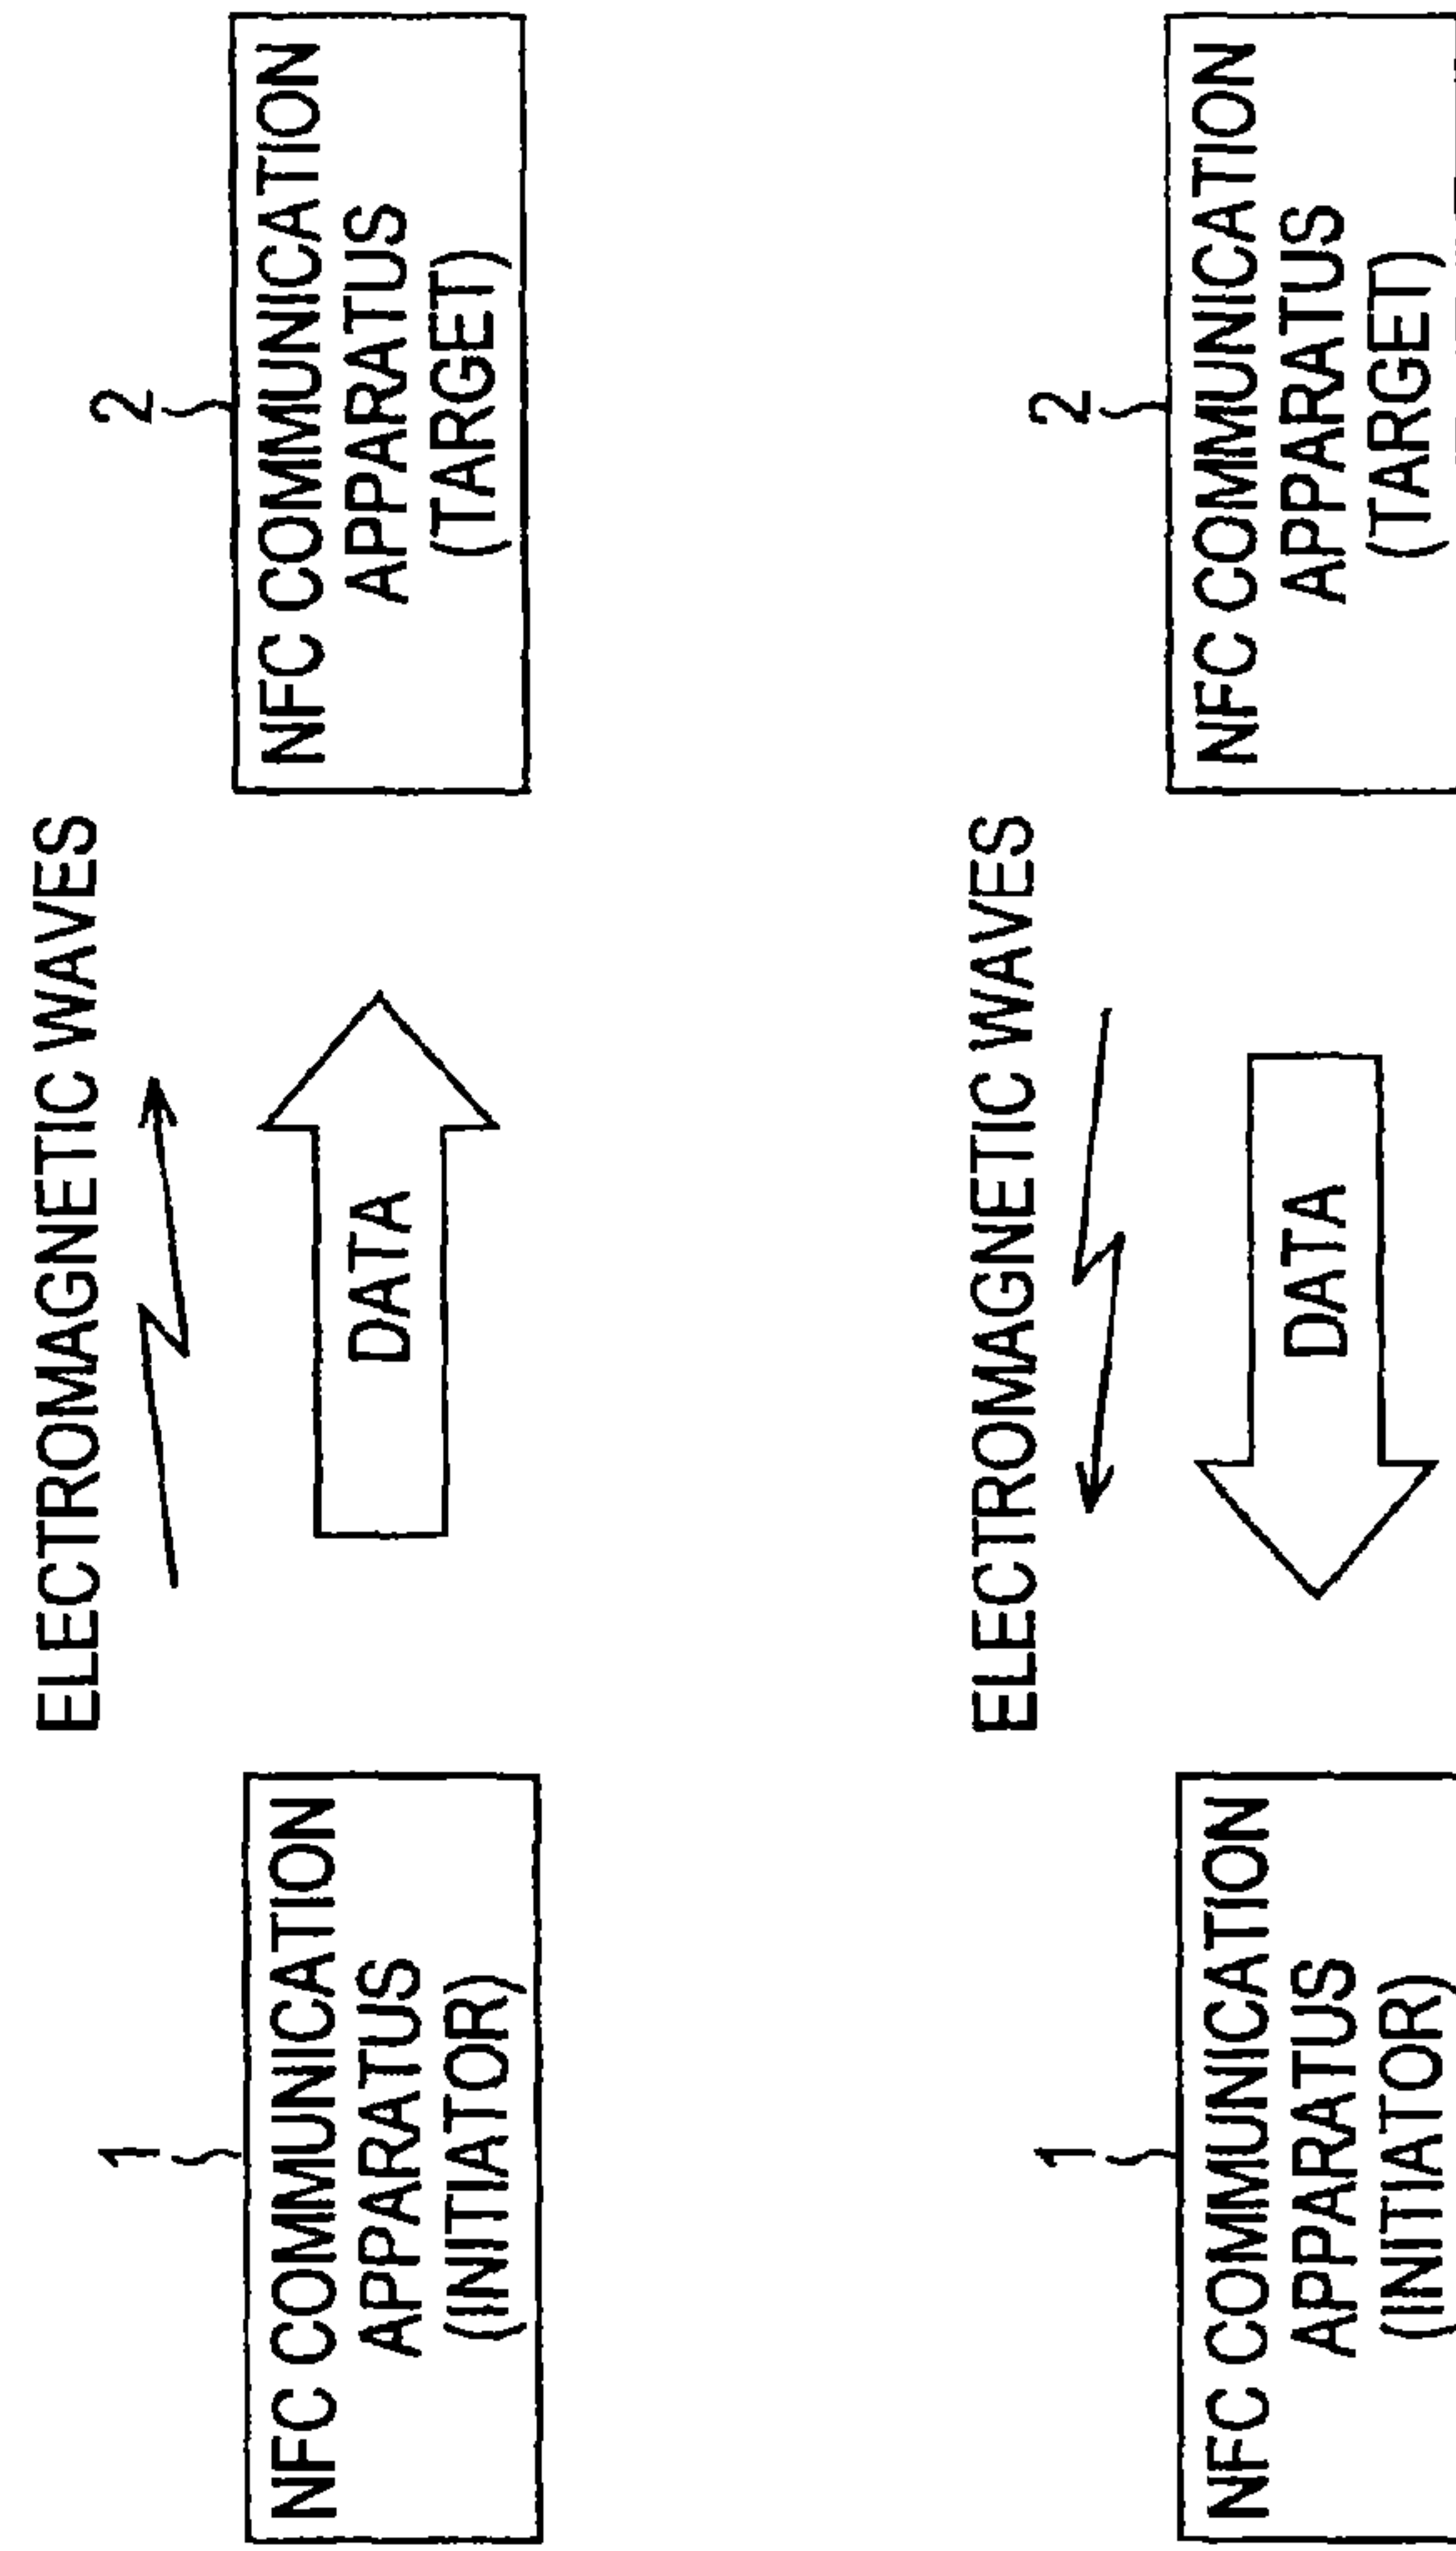 ELECTROMAGNETIC WAVES
1
2
NFC COMMUNICATION
APPARATUS
(INITIATOR)
DATA
NFC COMMUNICATION
APPARATUS
(TARGET)
ELECTROMAGNETIC WAVES
1
2
NFC COMMUNICATION
APPARATUS
(INITIATOR)
DATA
NFC COMMUNICATION
APPARATUS
(TARGET)